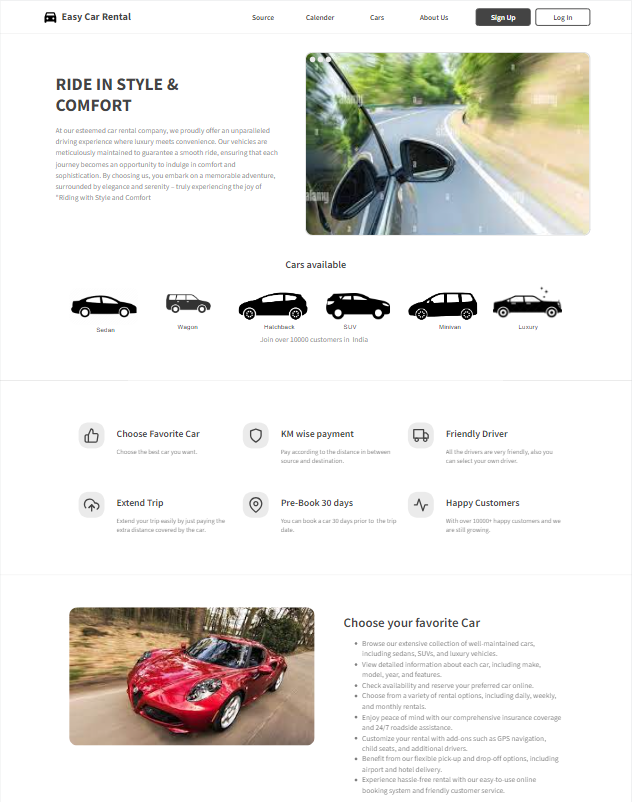 Easy Car Rental
Source
Calender
Cars
About Us
Sign Up
Log In
RIDE IN STYLE &
COMFORT
At our esteemed car rental company, we proudly offer an unparalleled
driving experience where luxury meets convenience. Our vehicles are
meticulously maintained to guarantee a smooth ride, ensuring that each
journey becomes an opportunity to indulge in comfort and
sophistication. By choosing us, you embark on a memorable adventure,
surrounded by elegance and serenity – truly experiencing the joy of
"Riding with Style and Comfort
alamy
alamy
alamy
Cars available
Sedan
Wagon
Hatchback
SUV
Minivan
Luxury
Join over 10000 customers in India
Choose Favorite Car
Choose the best car you want.
KM wise payment
Pay according to the distance in between
source and destination.
Friendly Driver
All the drivers are very friendly, also you
can select your own driver.
Extend Trip
Extend your trip easily by just paying the
extra distance covered by the car.
Pre-Book 30 days
You can book a car 30 days prior to the trip
date.
Happy Customers
With over 10000+ happy customers and we
are still growing.
Choose your favorite Car
Browse our extensive collection of well-maintained cars,
including sedans, SUVs, and luxury vehicles.
View detailed information about each car, including make,
model, year, and features.
Check availability and reserve your preferred car online.
Choose from a variety of rental options, including daily, weekly,
and monthly rentals.
Enjoy peace of mind with our comprehensive insurance coverage
and 24/7 roadside assistance.
Customize your rental with add-ons such as GPS navigation,
child seats, and additional drivers.
Benefit from our flexible pick-up and drop-off options, including
airport and hotel delivery.
Experience hassle-free rental with our easy-to-use online
booking system and friendly customer service.